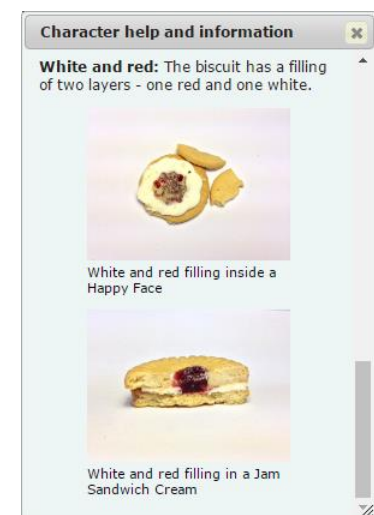 Character help and information
White and red: The biscuit has a filling
of two layers - one red and one white.
White and red filling inside a
Happy Face
White and red filling in a Jam
Sandwich Cream